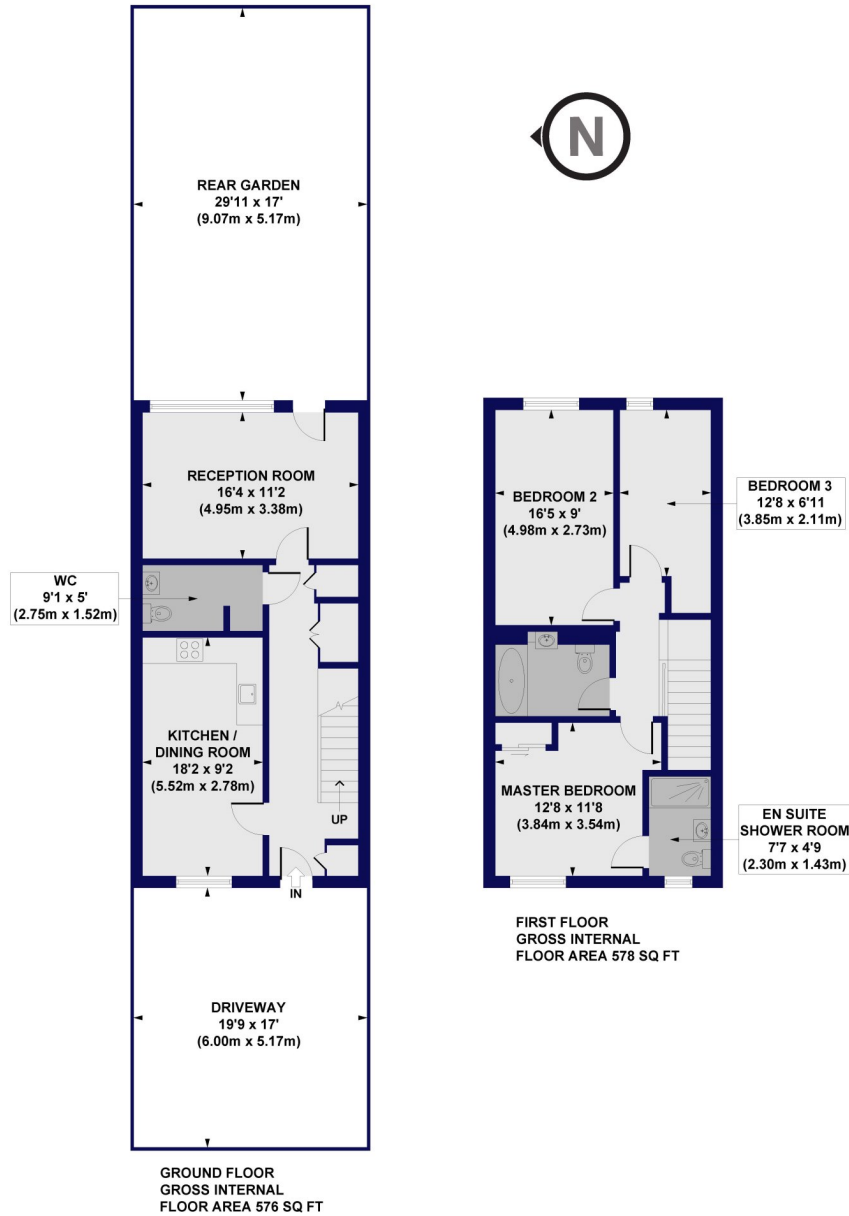 REAR GARDEN
29'11 x 17'
(9.07m x 5.17m)
N
RECEPTION ROOM
16'4 x 11'2
(4.95m x 3.38m)
WC
9'1 x 5'
(2.75m x 1.52m)
KITCHEN /
DINING ROOM
18'2 x 9'2
(5.52m x 2.78m)
UP
IN
DRIVEWAY
19'9 x 17'
(6.00m x 5.17m)
GROUND FLOOR
GROSS INTERNAL
FLOOR AREA 576 SQ FT
BEDROOM 2
16'5 x 9'
(4.98m x 2.73m)
BEDROOM 3
12'8 x 6'11
(3.85m x 2.11m)
MASTER BEDROOM
12'8 x 11'8
(3.84m x 3.54m)
EN SUITE
SHOWER ROOM
7'7 x 4'9
(2.30m x 1.43m)
FIRST FLOOR
GROSS INTERNAL
FLOOR AREA 578 SQ FT